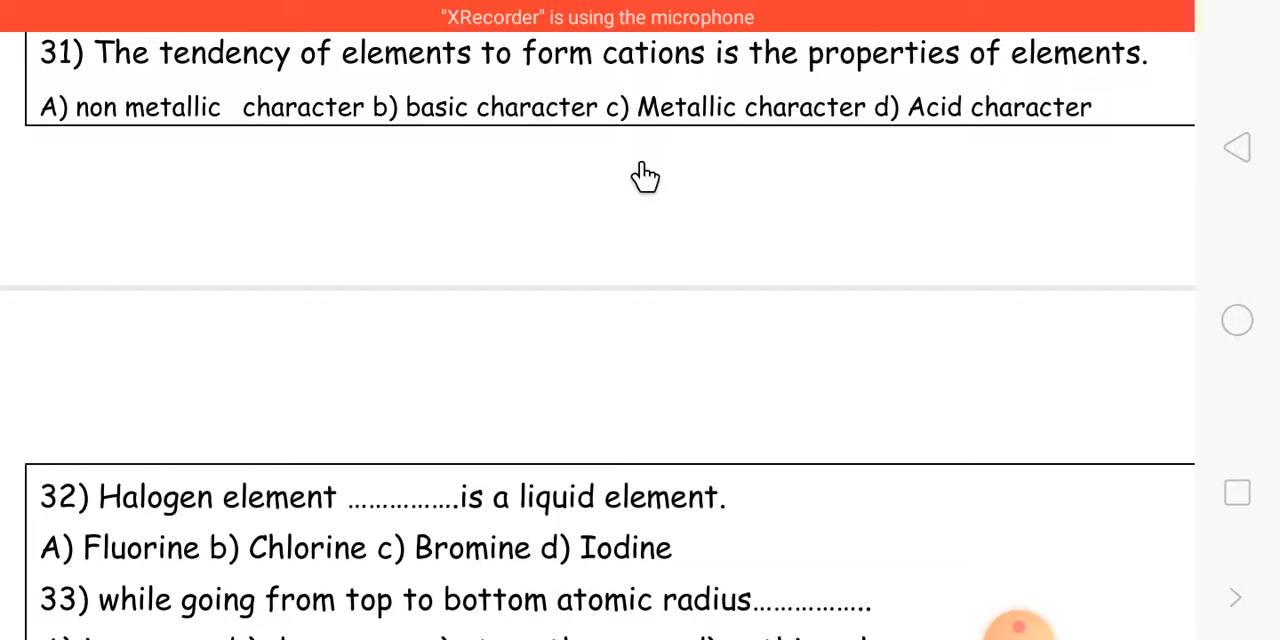 "XRecorder" is using the microphone
31) The tendency of elements to form cations is the properties of elements.
A) non metallic character b) basic character c) Metallic character d) Acid character
32) Halogen element ...............is a liquid element.
A) Fluorine b) Chlorine c) Bromine d) Iodine
33) while going from top to bottom atomic radius................